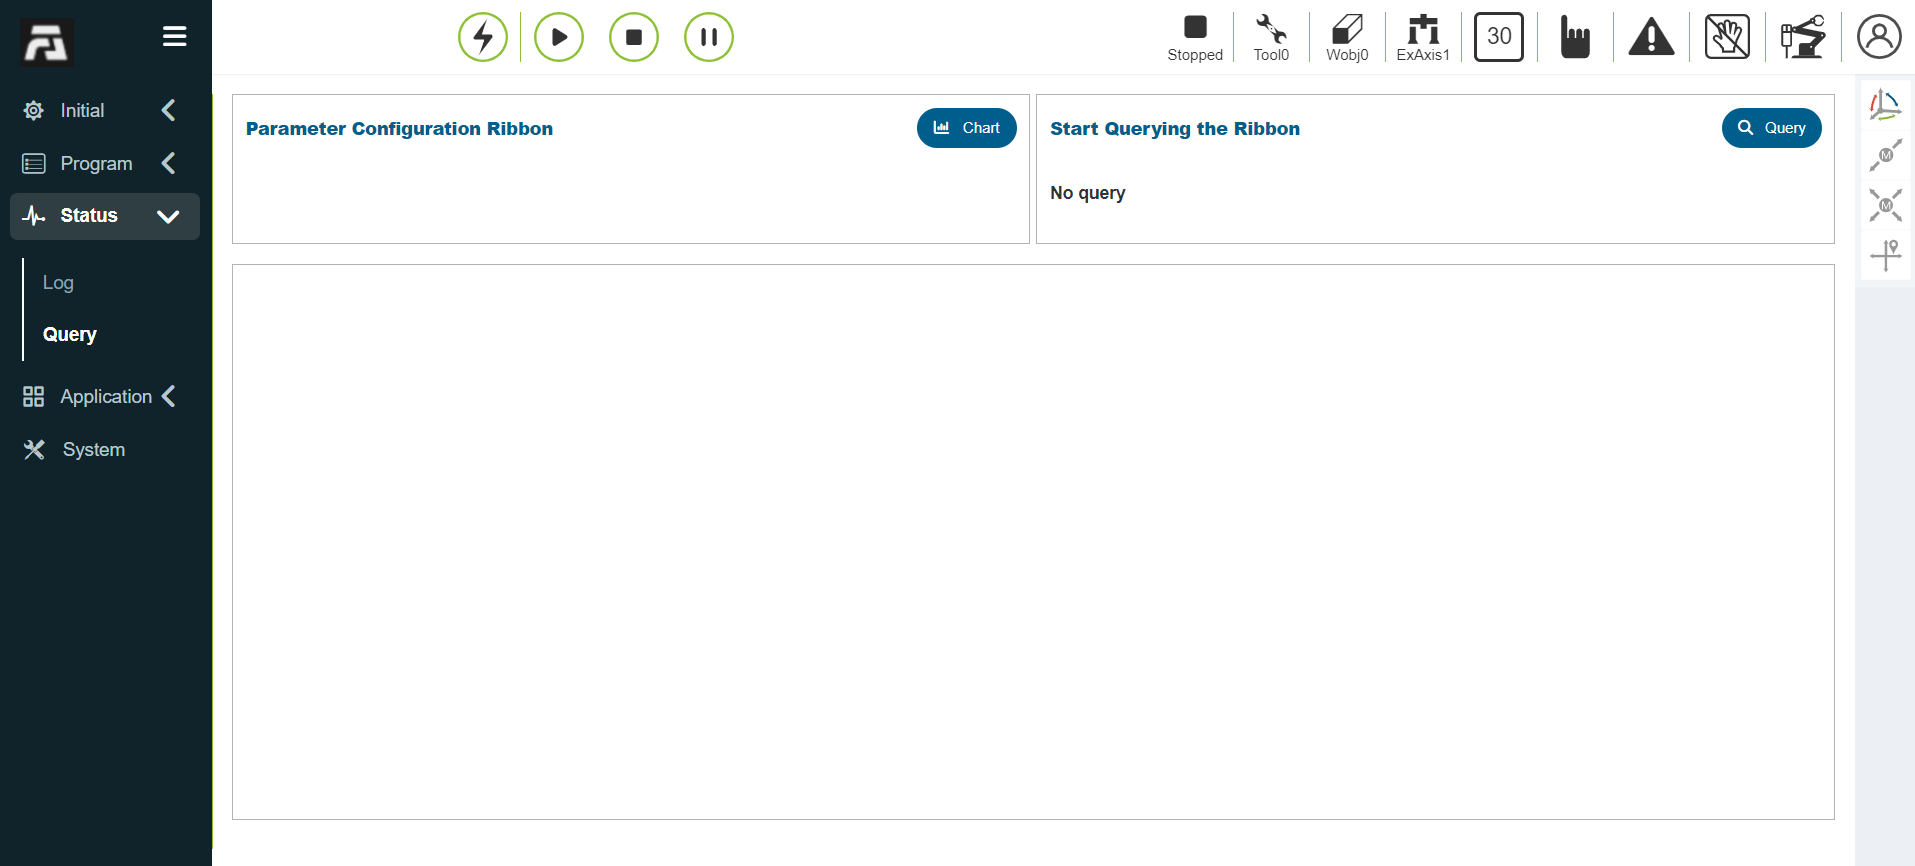 Initial
Program
Status
Log
Query
Application
System
Stopped
Tool0
Wobj0
ExAxis1
30
Parameter Configuration Ribbon
Chart
Start Querying the Ribbon
Query
No query
M
M